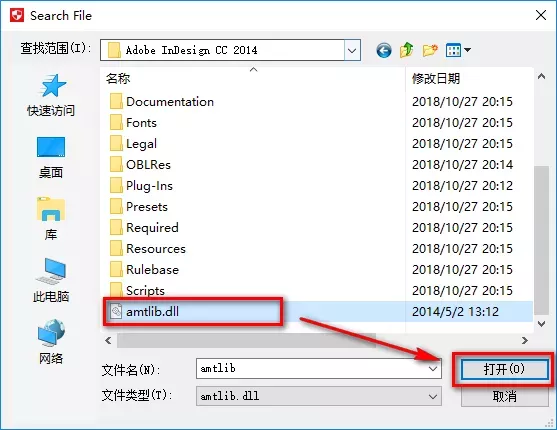 Search File
查找范围(I):
Adobe InDesign CC 2014
名称
修改日期
Documentation
2018/10/27 20:15
Fonts
2018/10/27 20:15
Legal
2018/10/27 20:15
OBLRes
2018/10/27 20:14
Plug-Ins
2018/10/27 20:12
Presets
2018/10/27 20:15
Required
2018/10/27 20:15
Resources
2018/10/27 20:15
Rulebase
2018/10/27 20:15
Scripts
2018/10/27 20:15
amtlib.dll
2014/5/2 13:12
快速访问
桌面
库
此电脑
网络
文件名(N):
amtlib
打开(O)
文件类型(T):
amtlib.dll
取消